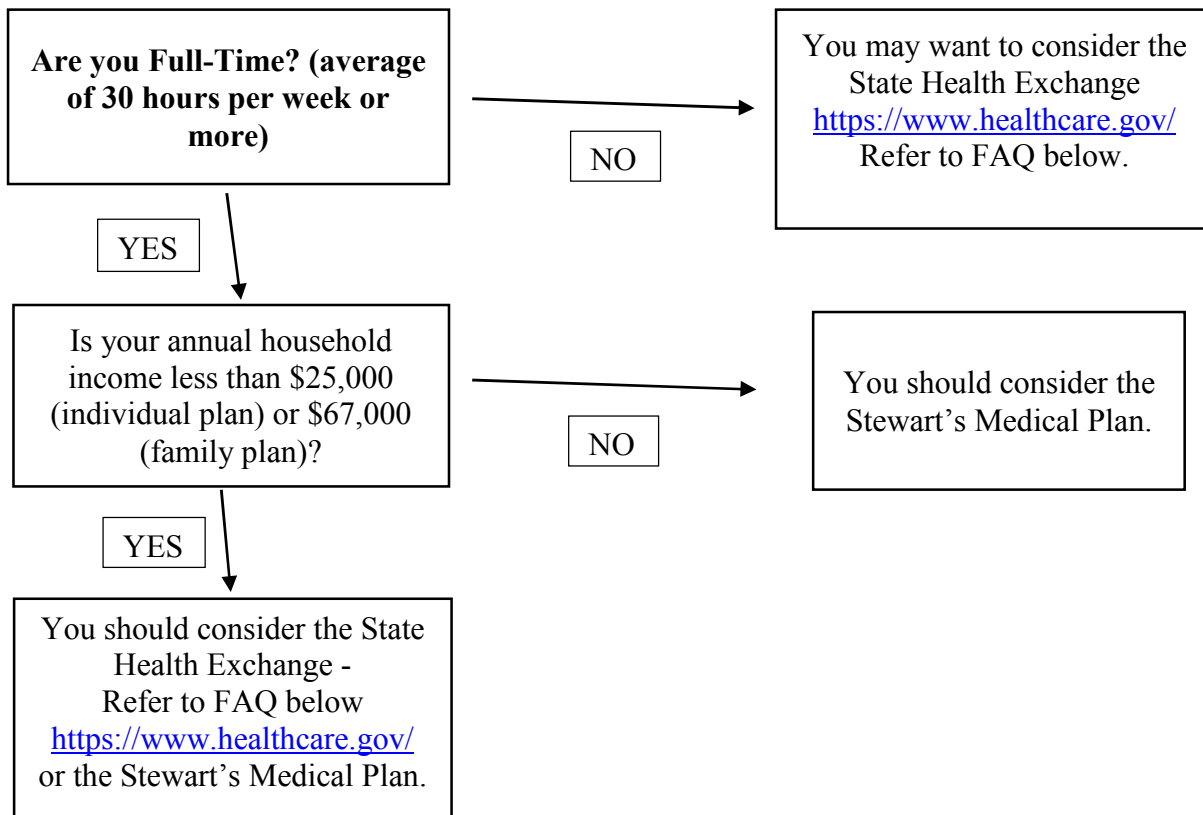 Are you Full-Time? (average
of 30 hours per week or
more)
NO
You may want to consider the
State Health Exchange
https://www.healthcare.gov/
Refer to FAQ below.
YES
Is your annual household
income less than $25,000
(individual plan) or $67,000
(family plan)?
NO
You should consider the
Stewart’s Medical Plan.
YES
You should consider the State
Health Exchange -
Refer to FAQ below
https://www.healthcare.gov/
or the Stewart’s Medical Plan.